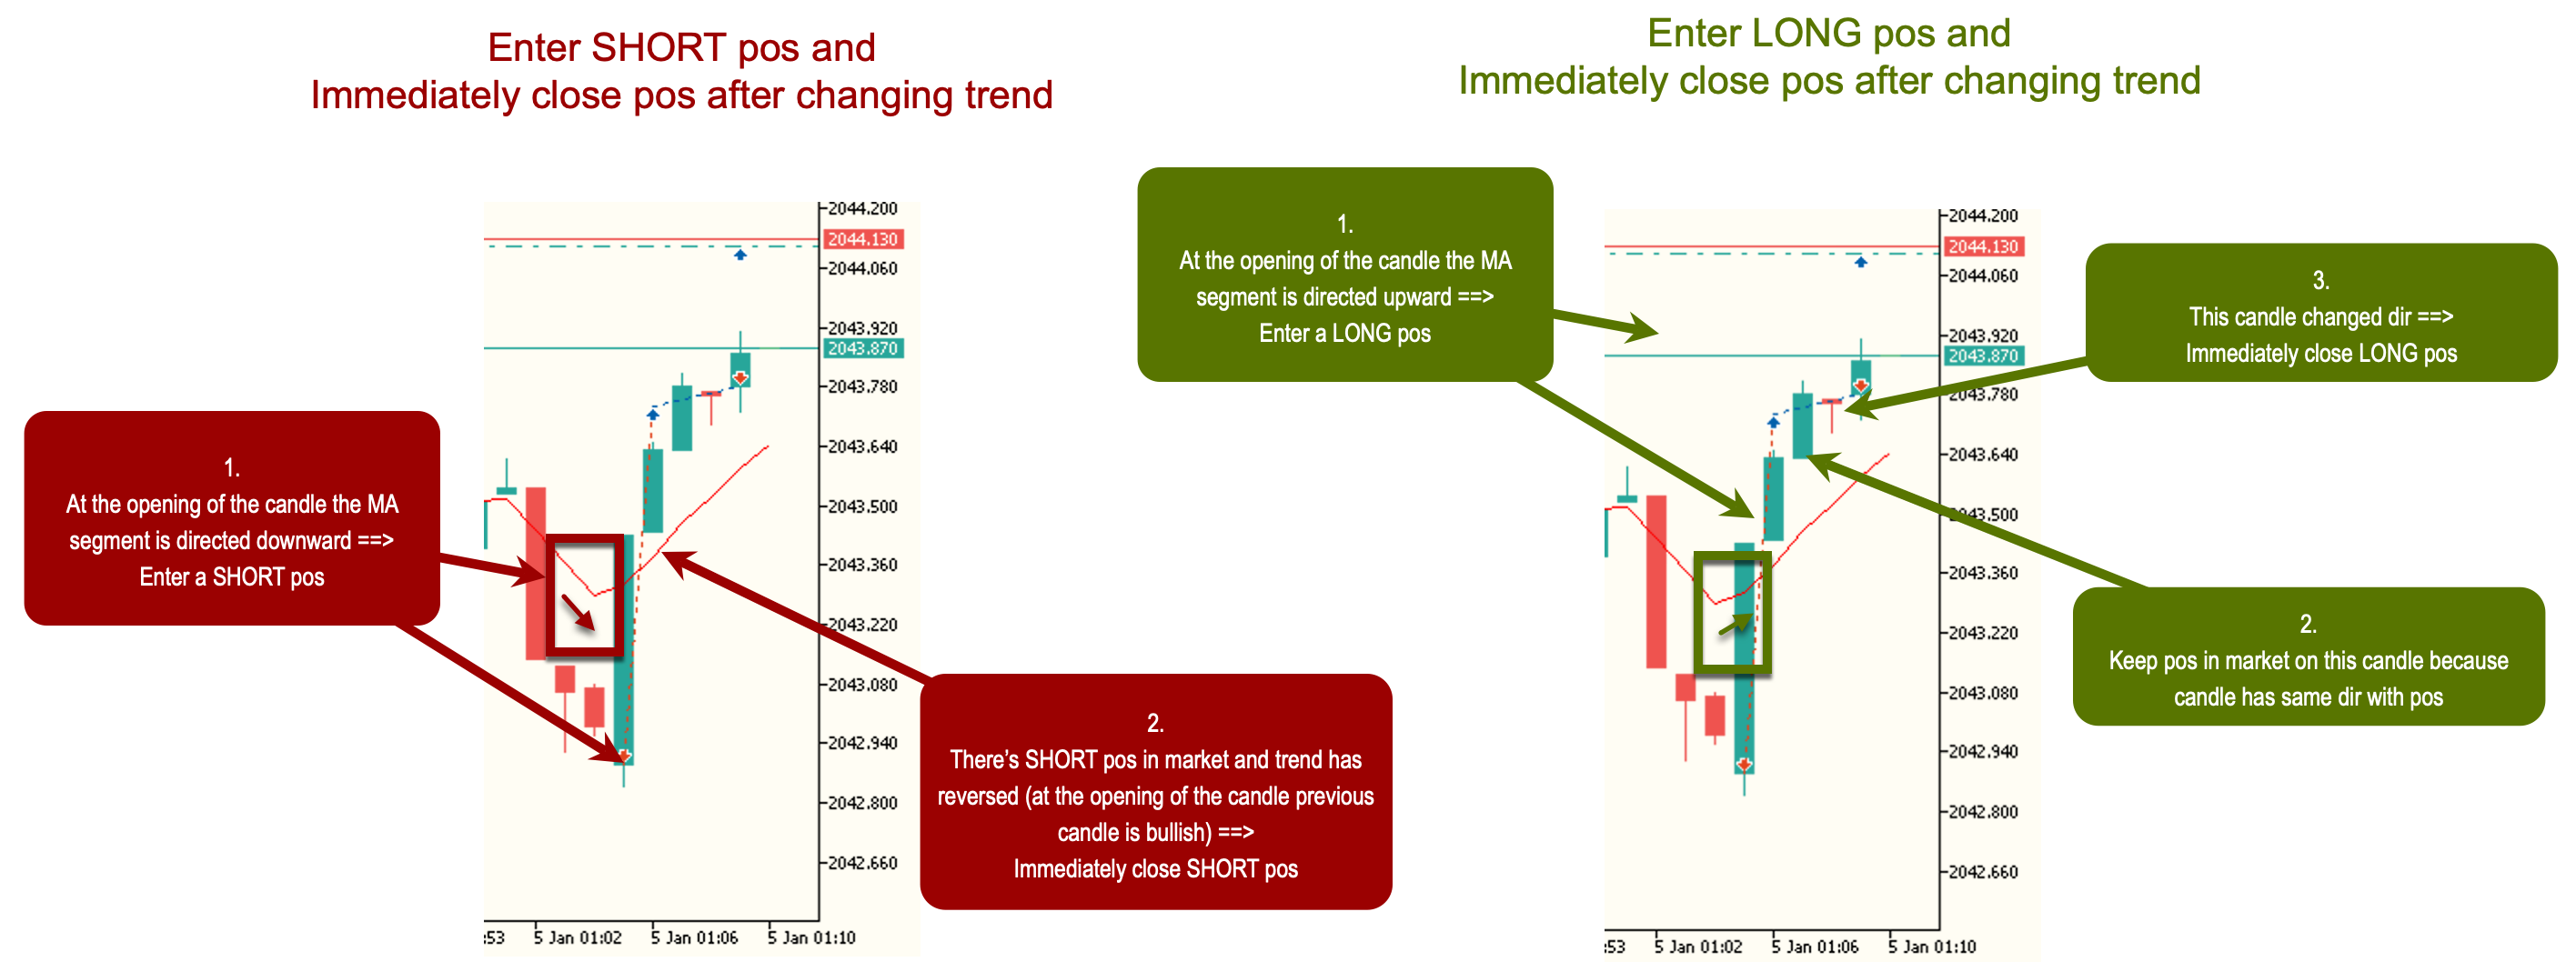 Enter SHORT pos and
Immediately close pos after changing trend
1.
At the opening of the candle the MA
segment is directed downward ==>
Enter a SHORT pos
2044.200
2044.130
2044.060
2043.920
2043.870
2043.780
2043.640
2043.500
2043.360
2043.220
2043.080
2042.940
2042.800
2042.660
:53
5 Jan 01:02
5 Jan 01:06
5 Jan 01:10
2.
There's SHORT pos in market and trend has
reversed (at the opening of the candle previous
candle is bullish) ==>
Immediately close SHORT pos
Enter LONG pos and
Immediately close pos after changing trend
1.
At the opening of the candle the MA
segment is directed upward ==>
Enter a LONG pos
2044.200
2044.130
2044.060
2043.920
2043.870
2043.780
2043.640
2043.500
2043.360
2043.220
2043.080
2042.940
2042.800
2042.660
:53
5 Jan 01:02
5 Jan 01:06
5 Jan 01:10
3.
This candle changed dir ==>
Immediately close LONG pos
2.
Keep pos in market on this candle because
candle has same dir with pos